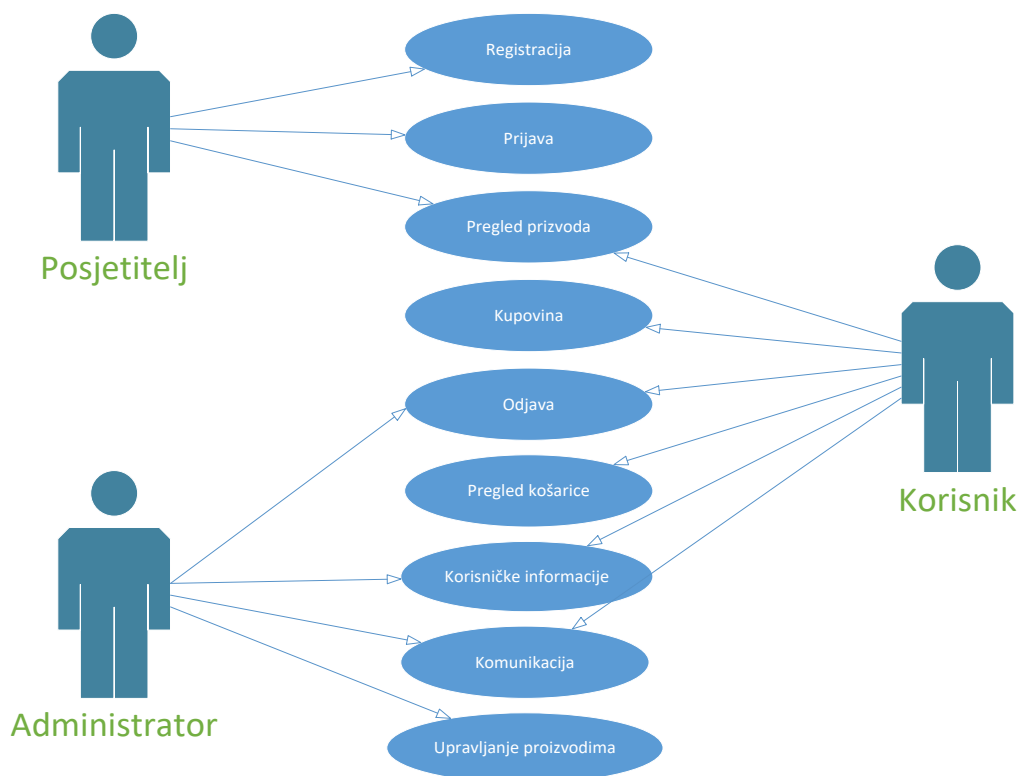 Registracija
Prijava
Pregled prizvoda
Posjetitelj
Kupovina
Odjava
Pregled košarice
Korisnik
Korisničke informacije
Komunikacija
Administrator
Upravljanje proizvodima